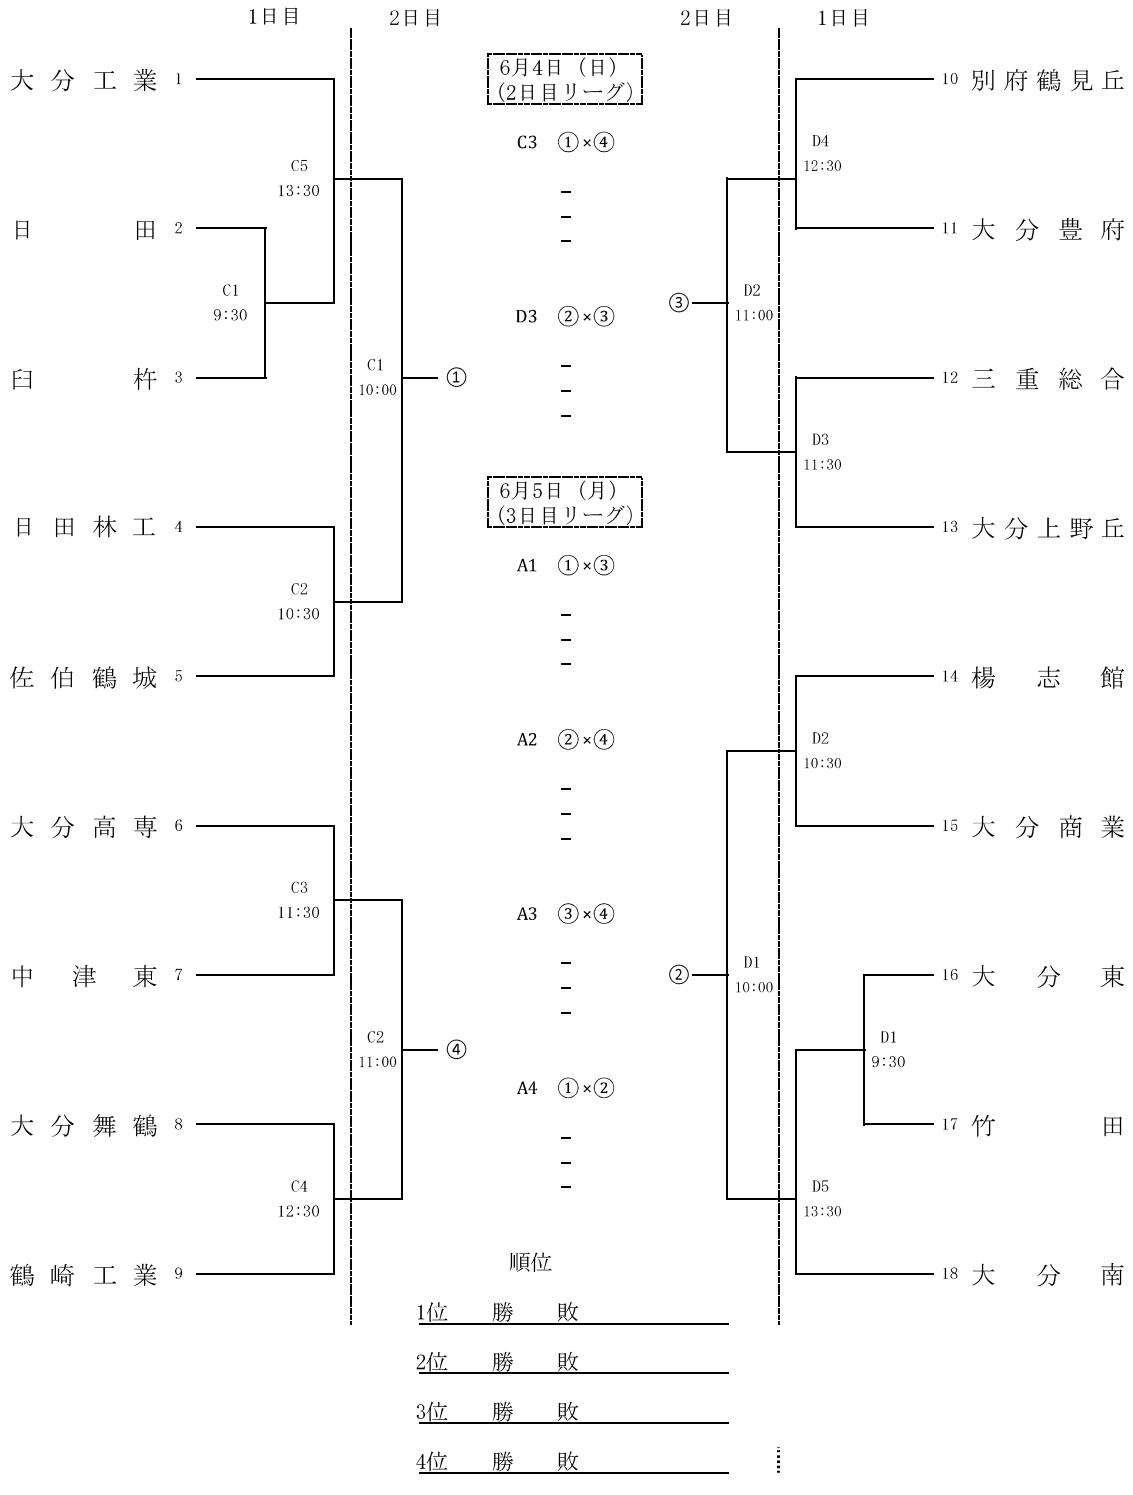 1日目
2日目
2日目
1日目
大分工業 1
C5
13:30
日田 2
C1
9:30
臼杵 3
C1
10:00
①
日田林工 4
C2
10:30
佐伯鶴城 5
大分高専 6
C3
11:30
中津東 7
C2
11:00
④
大分舞鶴 8
C4
12:30
鶴崎工業 9
6月4日（日）
(2日目リーグ)
C3 ①×④
–
–
–
D3 ②×③
–
–
–
6月5日（月）
(3日目リーグ)
A1 ①×③
–
–
–
A2 ②×④
–
–
–
A3 ③×④
–
–
–
A4 ①×②
–
–
–
順位
1位 勝 敗
2位 勝 敗
3位 勝 敗
4位 勝 敗
10 別府鶴見丘
D4
12:30
11 大分豊府
③
D2
11:00
12 三重総合
D3
11:30
13 大分上野丘
14 楊志館
D2
10:30
15 大分商業
②
D1
10:00
16 大分東
D1
9:30
17 竹田
D5
13:30
18 大分南